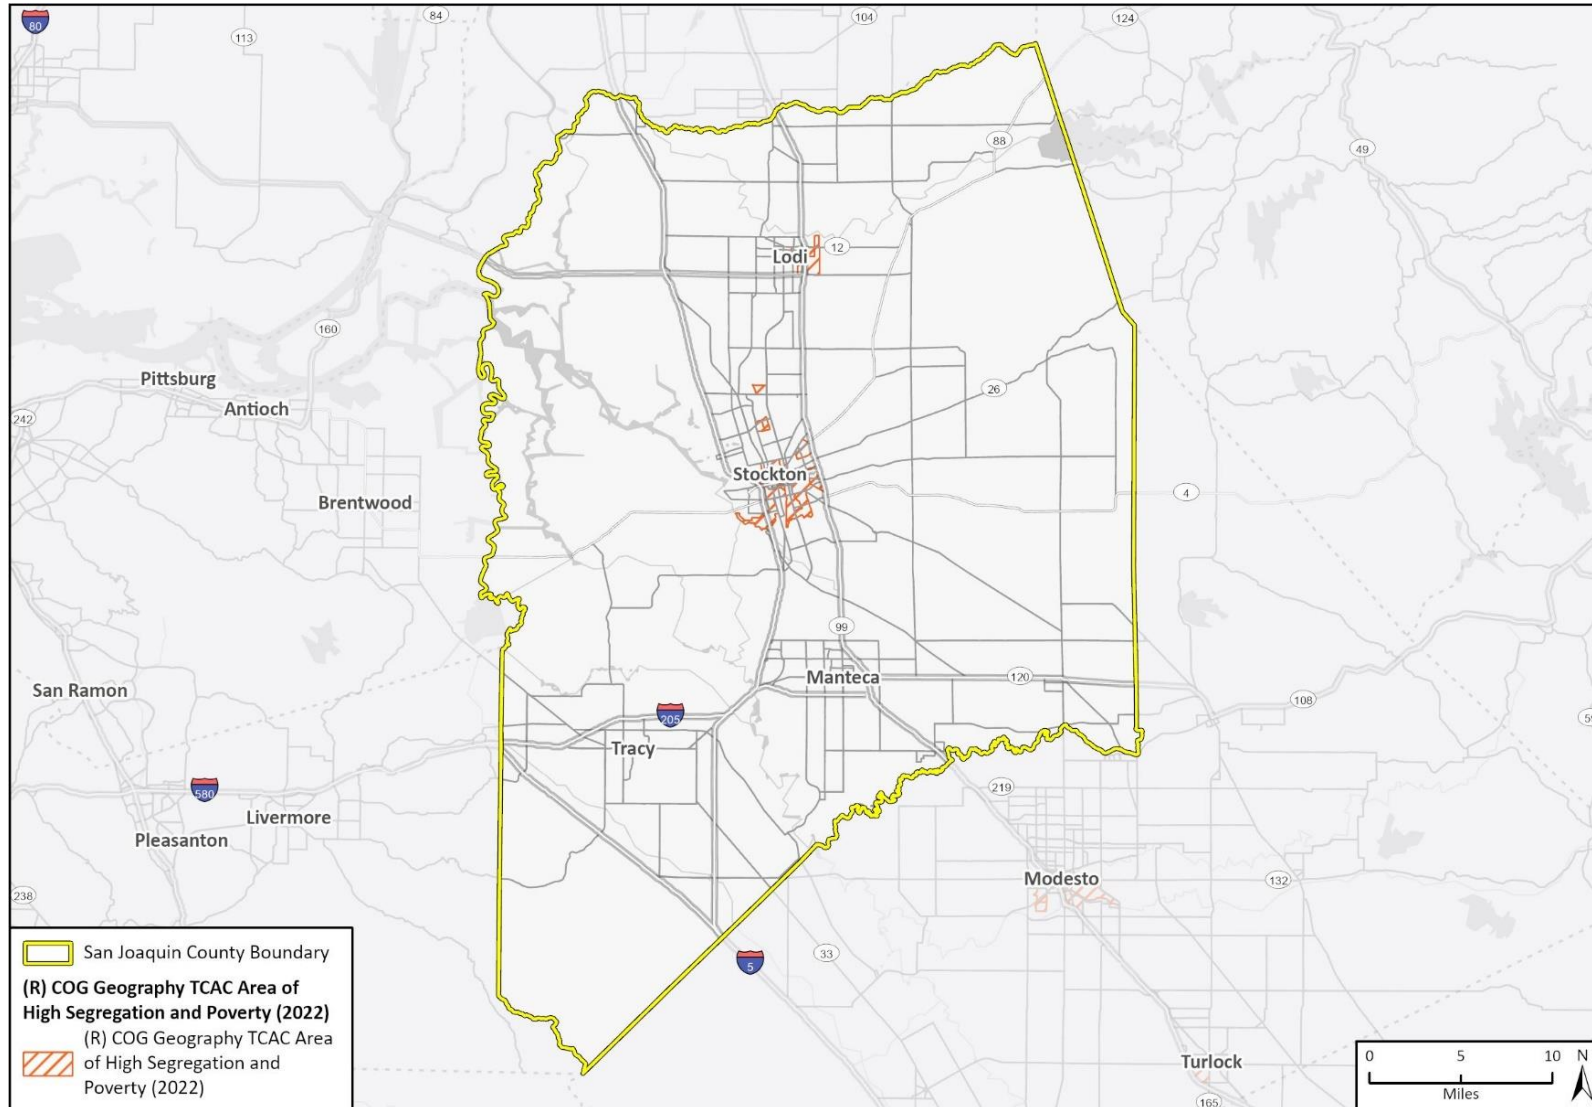 80
84
104
124
113
88
49
Lodi
12
160
Pittsburg
Antioch
242
26
Stockton
4
Brentwood
99
San Ramon
Manteca
120
108
205
Tracy
580
219
Livermore
Pleasanton
Modesto
132
238
33
5
Turlock
165
San Joaquin County Boundary
(R) COG Geography TCAC Area of
High Segregation and Poverty (2022)
(R) COG Geography TCAC Area
of High Segregation and
Poverty (2022)
0 5 10 N
Miles